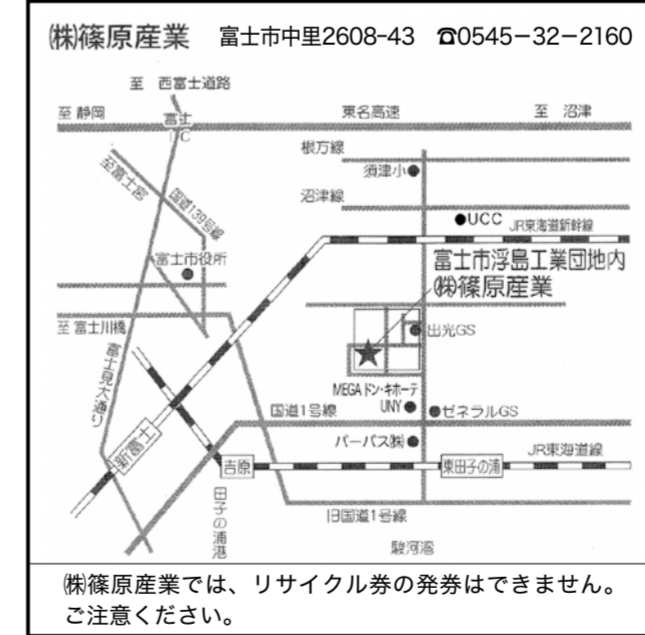 ㈱篠原産業 富士市中里2608-43 ☎0545-32-2160
至 西富士道路
至 静岡
富士
IC
東名高速
至 沼津
根方線
須津小
至富士宮
国道139号線
沼津線
UCC
JR東海道新幹線
富士市役所
富士市浮島工業団地内
㈱篠原産業
至 富士川橋
出光GS
富士見大通り
MEGA ドン・キホーテ
UNY
国道1号線
ゼネラルGS
新富士
パーパス㈱
吉原
東田子の浦
JR東海道線
田子の浦港
旧国道1号線
駿河湾
㈱篠原産業では、リサイクル券の発券はできません。
ご注意ください。